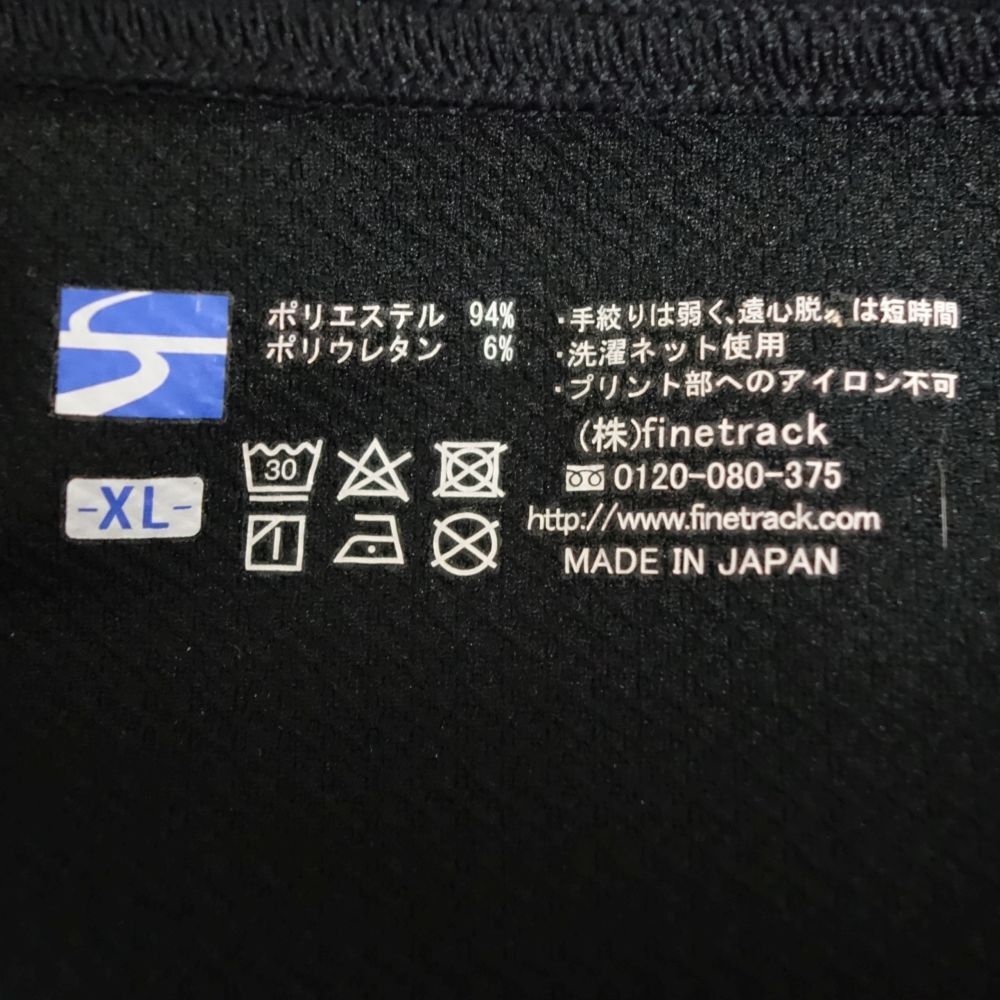 ポリエステル 94%
ポリウレタン 6%
-XL-
30
・手絞りは弱く、遠心脱 は短時間
・洗濯ネット使用
・プリント部へのアイロン不可
(株)finetrack
0120-080-375
http://www.finetrack.com
MADE IN JAPAN